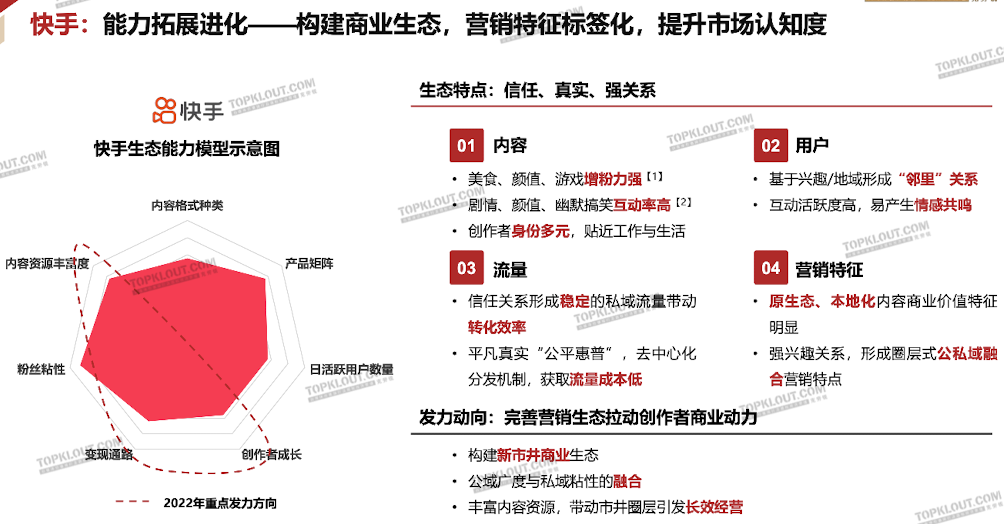 快手：能力拓展进化——构建商业生态，营销特征标签化，提升市场认知度
快手
快手生态能力模型示意图
内容格式种类
内容资源丰富度
产品矩阵
粉丝粘性
日活跃用户数量
变现通路
创作者成长
2022年重点发力方向
生态特点：信任、真实、强关系
01 内容
• 美食、颜值、游戏增粉力强【1】
• 剧情、颜值、幽默搞笑互动率高【2】
• 创作者身份多元，贴近工作与生活
02 用户
• 基于兴趣/地域形成“邻里”关系
• 互动活跃度高，易产生情感共鸣
03 流量
• 信任关系形成稳定的私域流量带动
转化效率
• 平凡真实“公平惠普”，去中心化
分发机制，获取流量成本低
04 营销特征
• 原生态、本地化内容商业价值特征
明显
• 强兴趣关系，形成圈层式公私域融
合营销特点
发力动向：完善营销生态拉动创作者商业动力
• 构建新市井商业生态
• 公域广度与私域粘性的融合
• 丰富内容资源，带动市井圈层引发长效经营
TOPKLOUT.COM
TOPKLOUT.COM
TOPKLOUT.COM
TOPKLOUT.COM
TOPKLOUT.COM
TOPKLOUT.COM
TOPKLOUT.COM
TOPKLOUT.COM
TOPKLOUT.COM
TOPKLOUT.COM
TOPKLOUT.COM